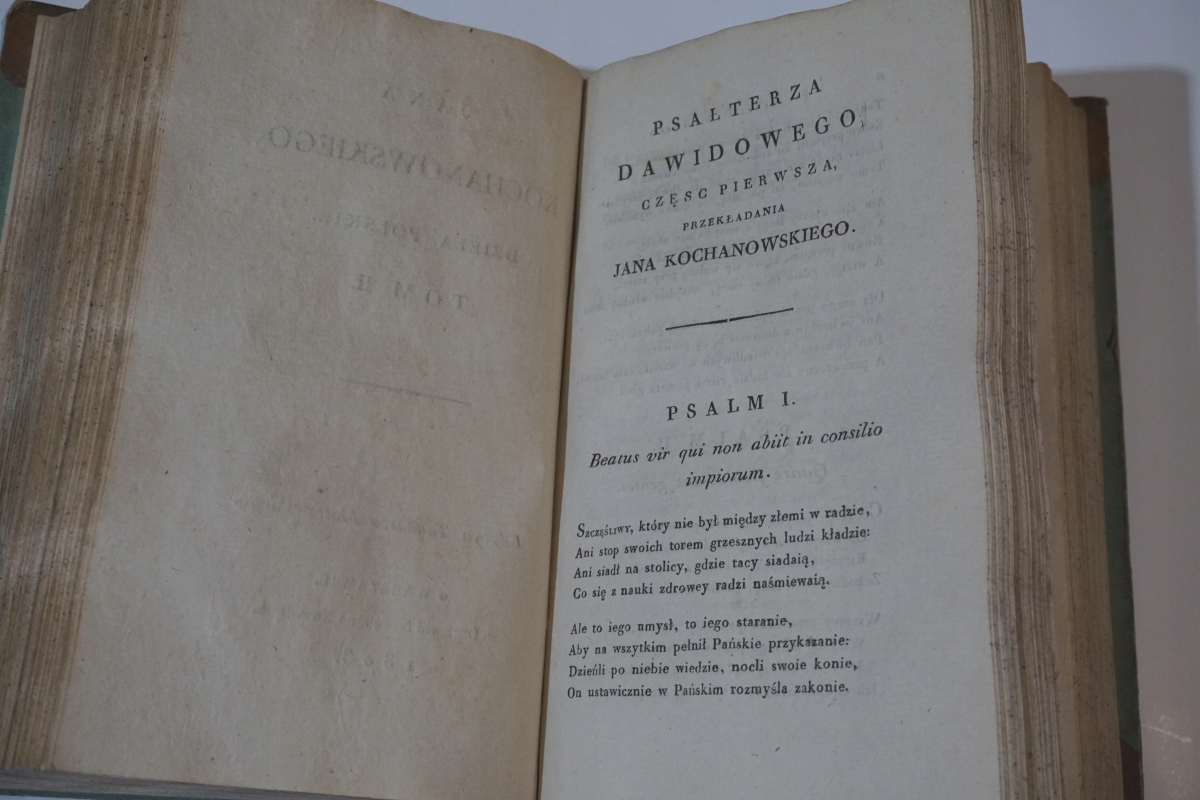 PSAŁTERZA
DAWIDOWEGO,
CZĘSC PIERWSZA,
PRZEKŁADANIA
JANA KOCHANOWSKIEGO.
PSALM I.
Beatus vir qui non abiit in consilio
impiorum.
Szczęśliwy, który nie był między złemi w radzie,
Ani stop swoich torem grzesznych ludzi kładzie:
Ani siadł na stolicy, gdzie tacy siadaią,
Co się z nauki zdrowey radzi naśmiewaią.
Ale to iego umysł, to iego staranie,
Aby na wszytkim pełnił Pańskie przykazanie:
Dzieńli po niebie wiedzie, nocli swoie konie,
On ustawicznie w Pańskim rozmyśla zakonie.